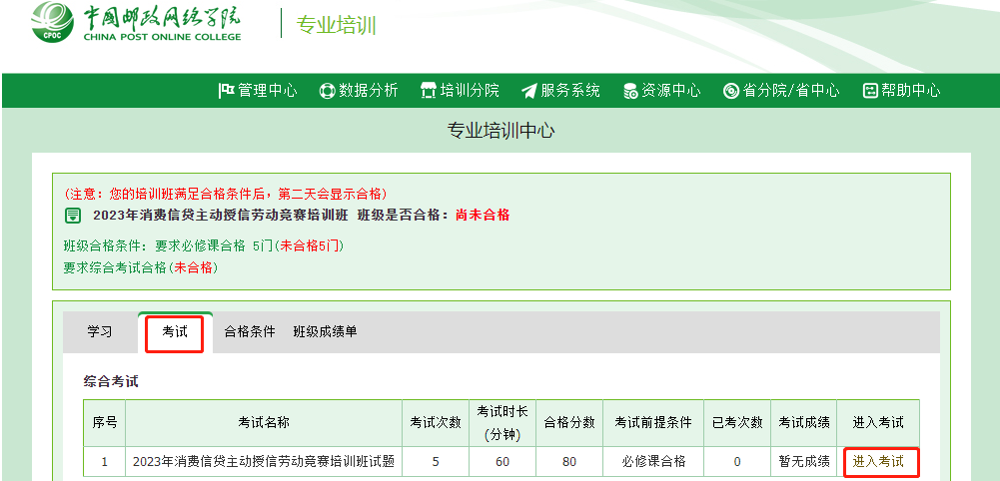 中国邮政网络学院
CHINA POST ONLINE COLLEGE
CPOC
专业培训
管理中心 数据分析 培训分院 服务系统 资源中心 省分院/省中心 帮助中心
专业培训中心
(注意：您的培训班满足合格条件后，第二天会显示合格)
2023年消费信贷主动授信劳动竞赛培训班 班级是否合格：尚未合格
班级合格条件：要求必修课合格 5门(未合格5门)
要求综合考试合格(未合格)
学习 考试 合格条件 班级成绩单
综合考试
序号 考试名称 考试次数 考试时长(分钟) 合格分数 考试前提条件 已考次数 考试成绩 进入考试
1 2023年消费信贷主动授信劳动竞赛培训班试题 5 60 80 必修课合格 0 暂无成绩 进入考试